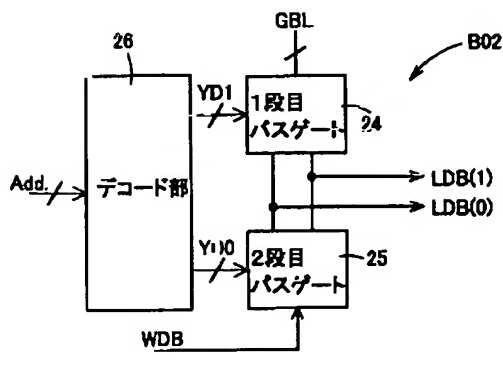 GBL
26
B02
YD1
1段目
パスゲート
24
Add.
デコード部
LDB(1)
LDB(0)
YD0
2段目
パスゲート
25
WDB